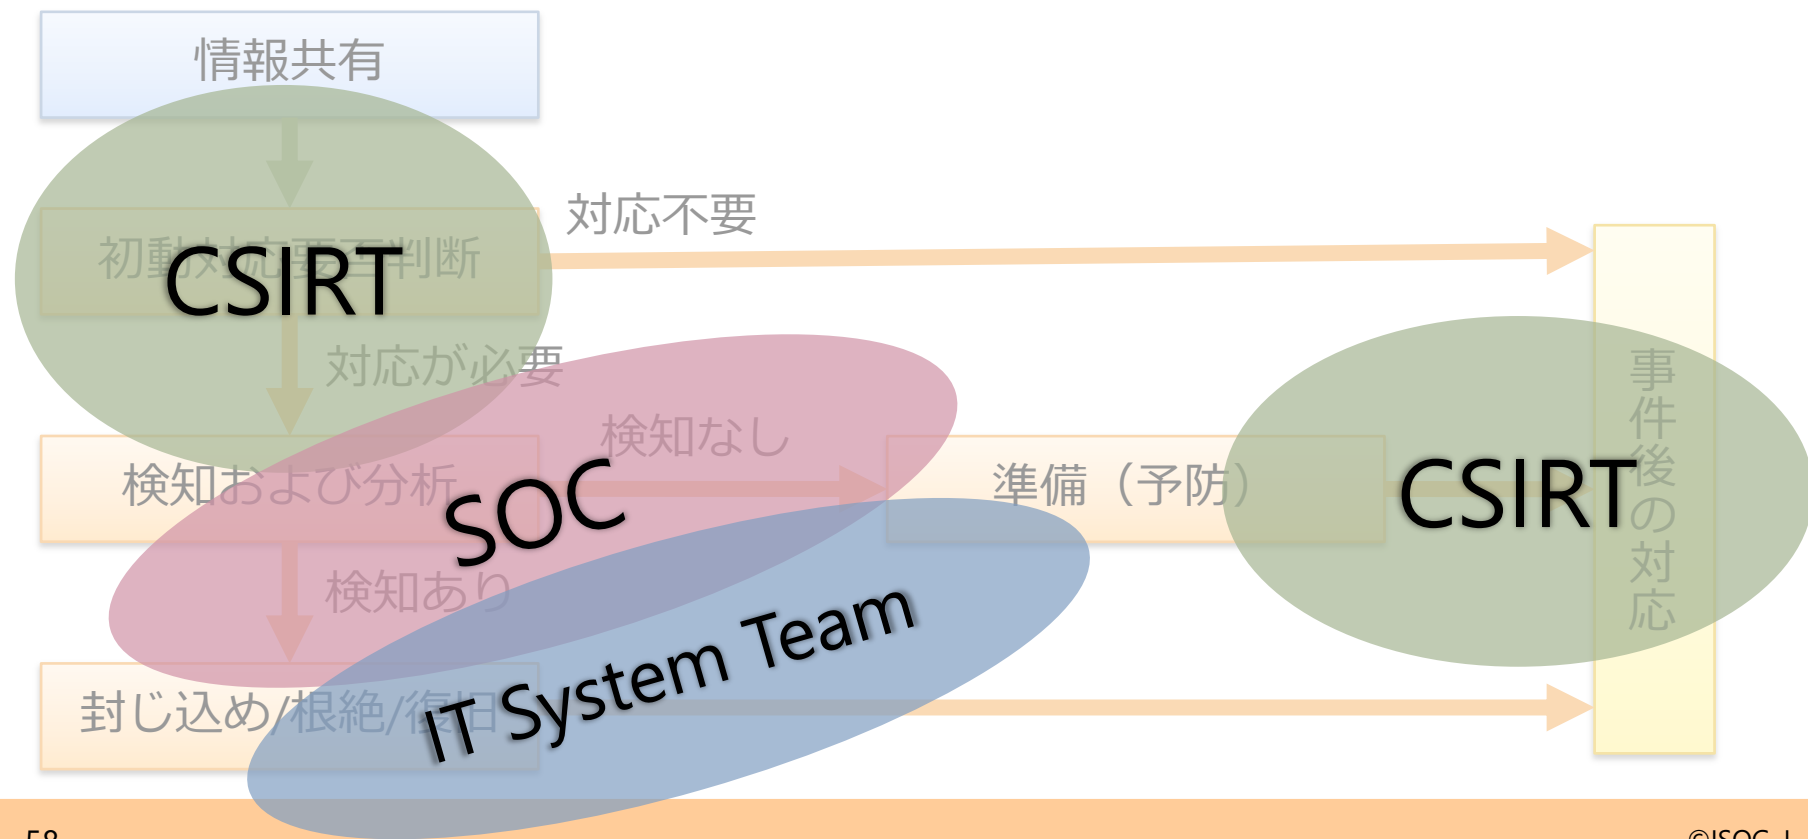 情報共有
対応不要
初動対応要否判断
CSIRT
対応が必要
検知なし
検知および分析
SOC
準備（予防）
CSIRT
事件後の対応
検知あり
IT System Team
封じ込め/根絶/復旧
58